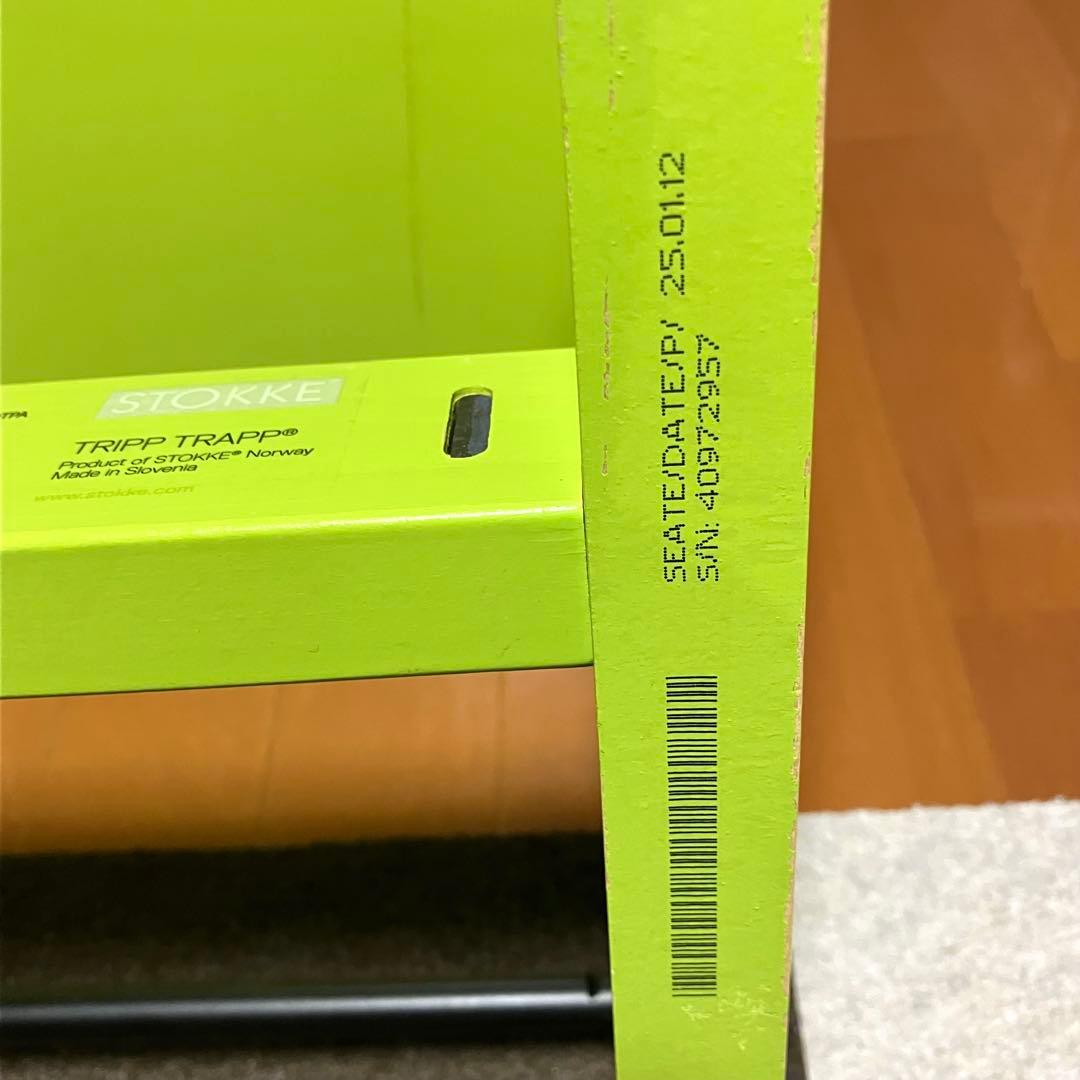 TPA
STOKKE
TRIPP TRAPP®
Product of STOKKE® Norway
Made in Slovenia
www.stokke.com
SEATE/DATE/P/ 25.01.12
S/N: 40972957